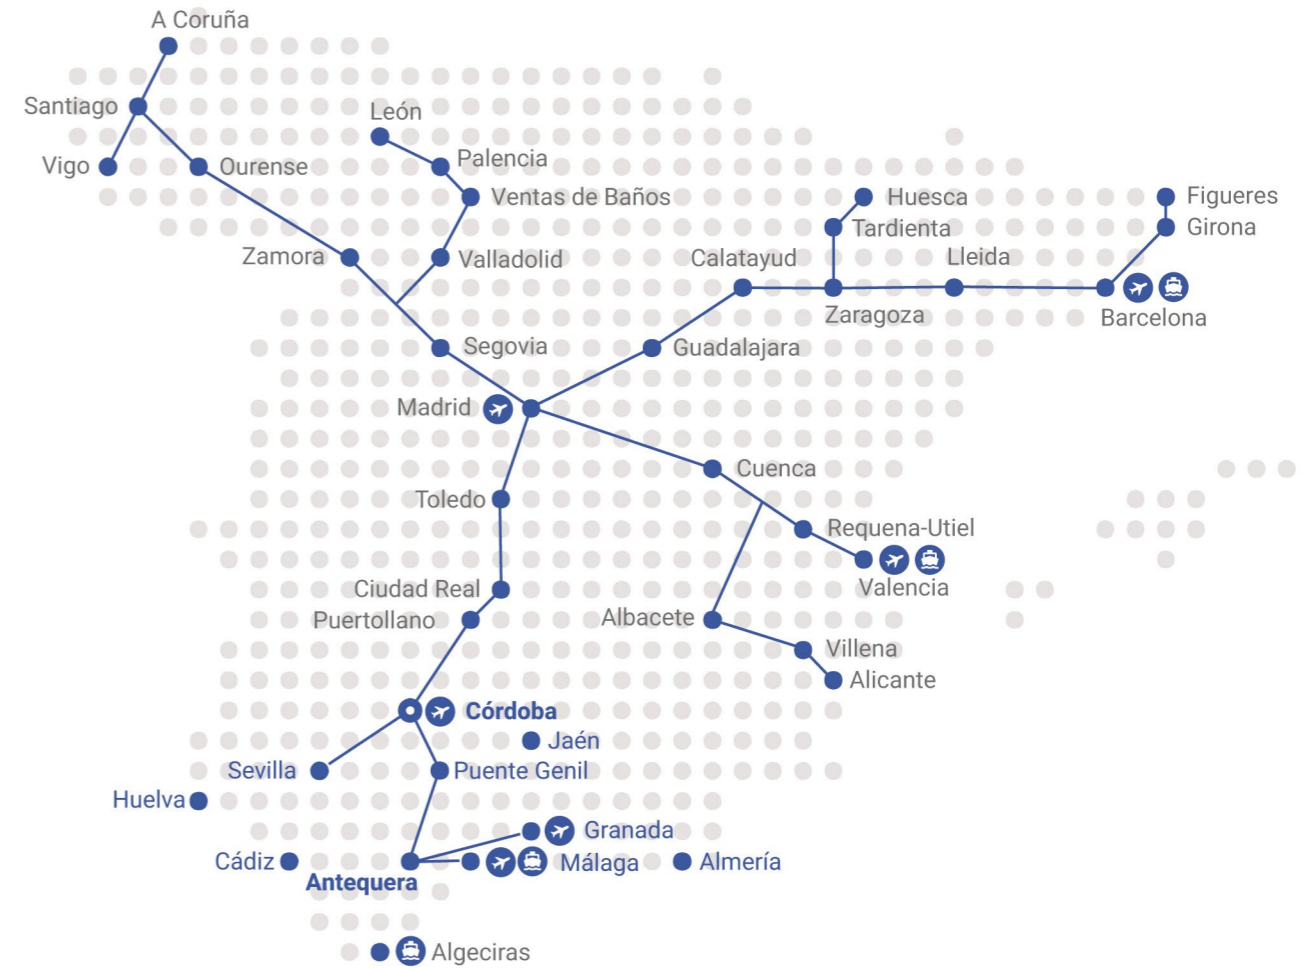 A Coruña
Santiago
León
Vigo
Ourense
Palencia
Ventas de Baños
Huesca
Figueres
Tardienta
Girona
Zamora
Valladolid
Calatayud
Lleida
Zaragoza
Barcelona
Segovia
Guadalajara
Madrid
Cuenca
Toledo
Requena-Utiel
Ciudad Real
Valencia
Puertollano
Albacete
Villena
Alicante
Córdoba
Jaén
Sevilla
Puente Genil
Huelva
Granada
Cádiz
Málaga
Almería
Antequera
Algeciras